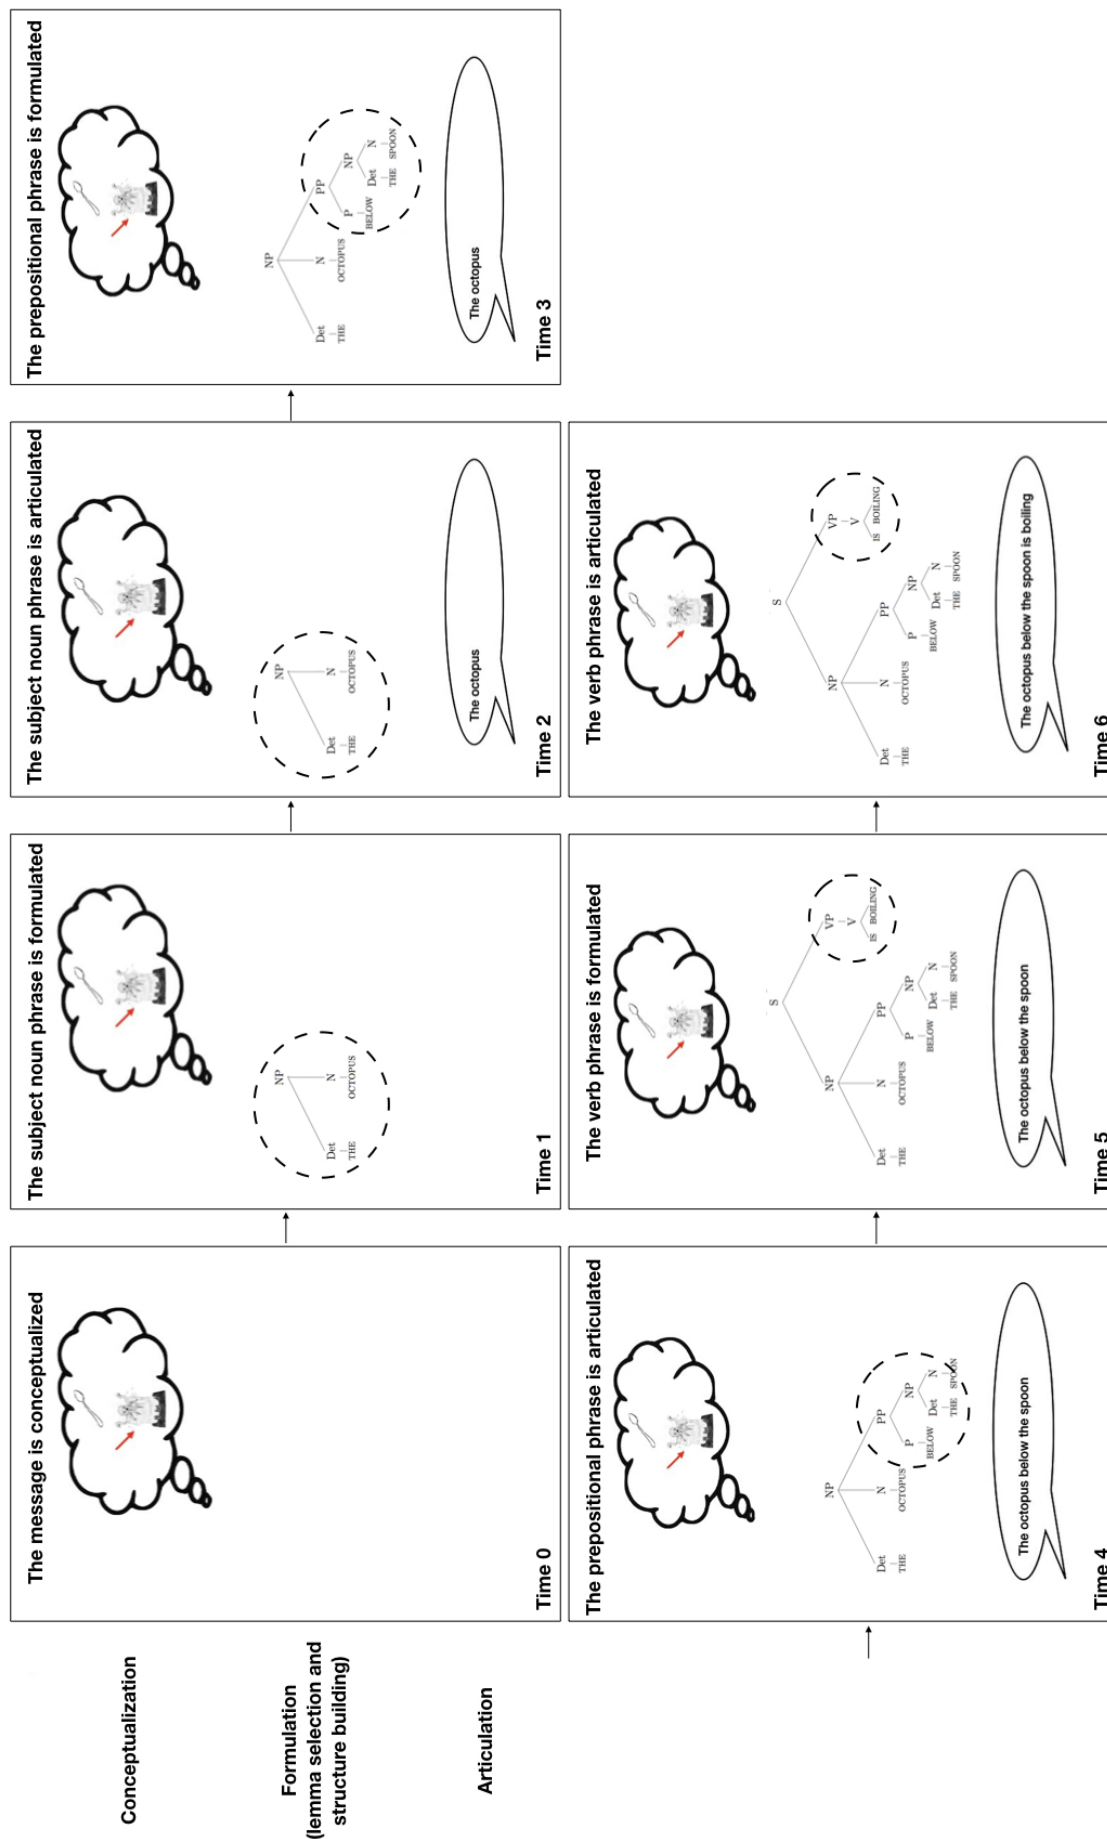 Conceptualization
Formulation
(lemma selection and
structure building)
Articulation
The message is conceptualized
Time 0
The subject noun phrase is formulated
NP
Det N
THE OCTOPUS
Time 1
The subject noun phrase is articulated
NP
Det N
THE OCTOPUS
The octopus
Time 2
The prepositional phrase is formulated
NP
Det N PP
THE OCTOPUS P NP
BELOW Det N
THE SPOON
The octopus
Time 3
The prepositional phrase is articulated
NP
Det N PP
THE OCTOPUS P NP
BELOW Det N
THE SPOON
The octopus below the spoon
Time 4
The verb phrase is formulated
S
NP VP
Det N PP V
THE OCTOPUS P NP IS BOILING
BELOW Det N
THE SPOON
The octopus below the spoon
Time 5
The verb phrase is articulated
S
NP VP
Det N PP V
THE OCTOPUS P NP IS BOILING
BELOW Det N
THE SPOON
The octopus below the spoon is boiling
Time 6